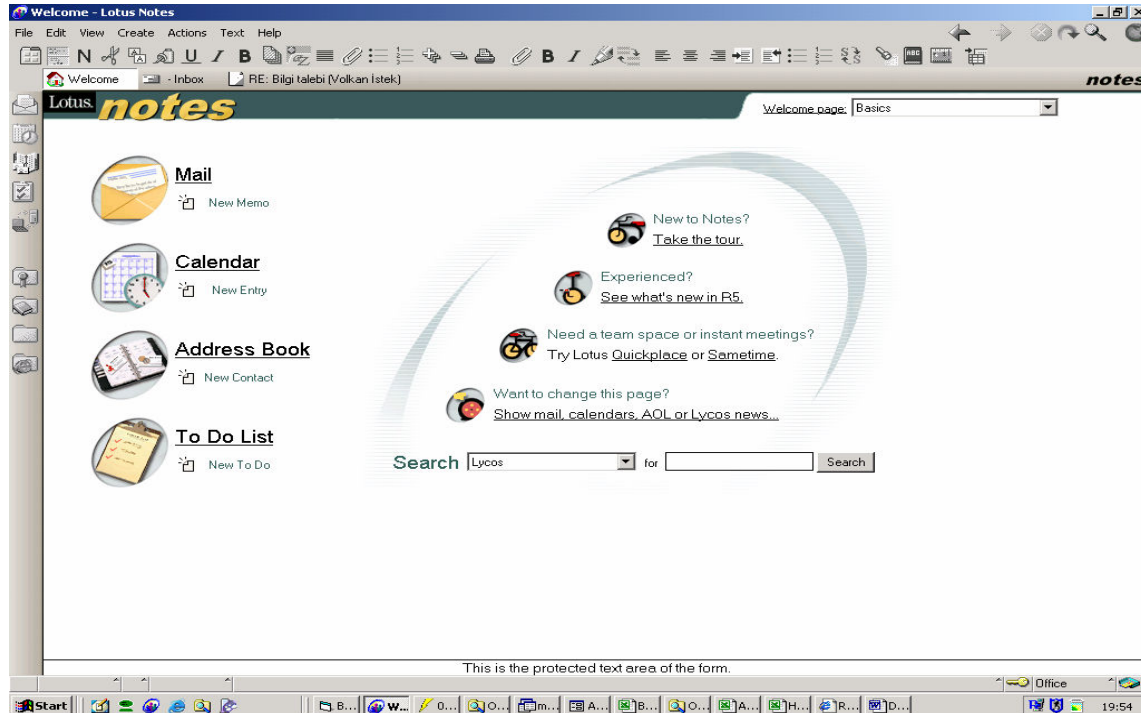 Welcome - Lotus Notes
File Edit View Create Actions Text Help
Welcome - Inbox RE: Bilgi talebi (Volkan İstek) notes
Lotus. notes Welcome page: Basics
Mail
New Memo
New to Notes?
Take the tour.
Calendar
New Entry
Experienced?
See what's new in R5.
Need a team space or instant meetings?
Try Lotus Quickplace or Sametime.
Address Book
New Contact
Want to change this page?
Show mail, calendars, AOL or Lycos news...
To Do List
New To Do
Search Lycos for Search
This is the protected text area of the form.
Office
Start B... W... 0... O... m... A... B... O... A... H... R... D... 19:54